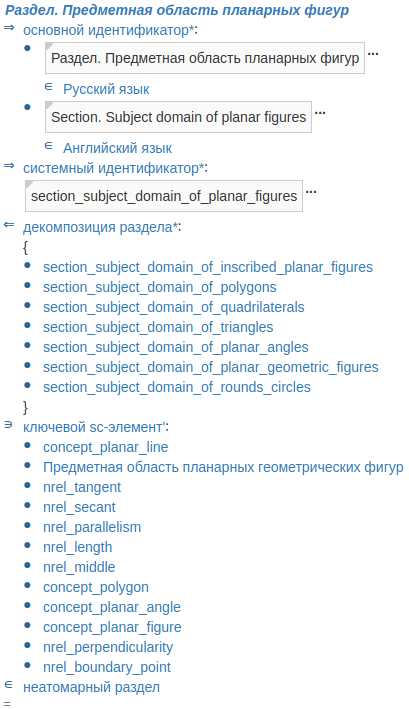 Раздел. Предметная область планарных фигур
⇒ основной идентификатор*:
• Раздел. Предметная область планарных фигур ...
∈ Русский язык
• Section. Subject domain of planar figures ...
∈ Английский язык
⇒ системный идентификатор*:
section_subject_domain_of_planar_figures ...
⇐ декомпозиция раздела*:
{
• section_subject_domain_of_inscribed_planar_figures
• section_subject_domain_of_polygons
• section_subject_domain_of_quadrilaterals
• section_subject_domain_of_triangles
• section_subject_domain_of_planar_angles
• section_subject_domain_of_planar_geometric_figures
• section_subject_domain_of_rounds_circles
}
∋ ключевой sc-элемент':
• concept_planar_line
• Предметная область планарных геометрических фигур
• nrel_tangent
• nrel_secant
• nrel_parallelism
• nrel_length
• nrel_middle
• concept_polygon
• concept_planar_angle
• concept_planar_figure
• nrel_perpendicularity
• nrel_boundary_point
∈ неатомарный раздел